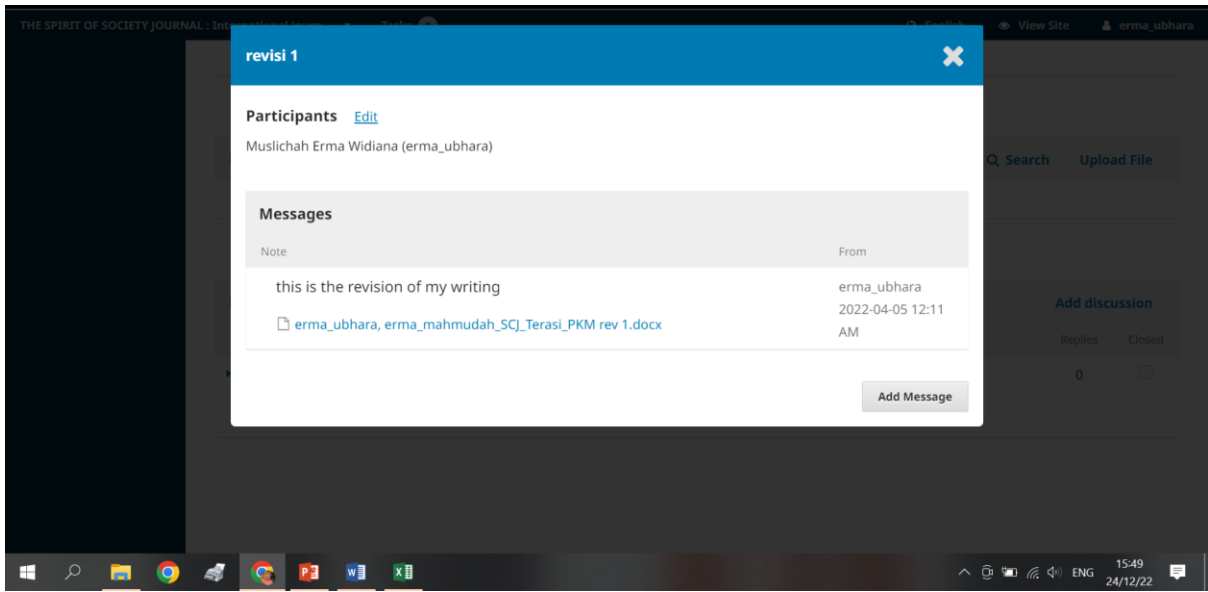 THE SPIRIT OF SOCIETY JOURNAL : International Journ... Tasks English View Site erma_ubhara
revisi 1
Participants Edit
Muslichah Erma Widiana (erma_ubhara)
Search Upload File
Messages
Note From
this is the revision of my writing erma_ubhara
2022-04-05 12:11
AM
erma_ubhara, erma_mahmudah_SCJ_Terasi_PKM rev 1.docx
Add discussion
Replies Closed
0
Add Message
ENG 15:49
24/12/22